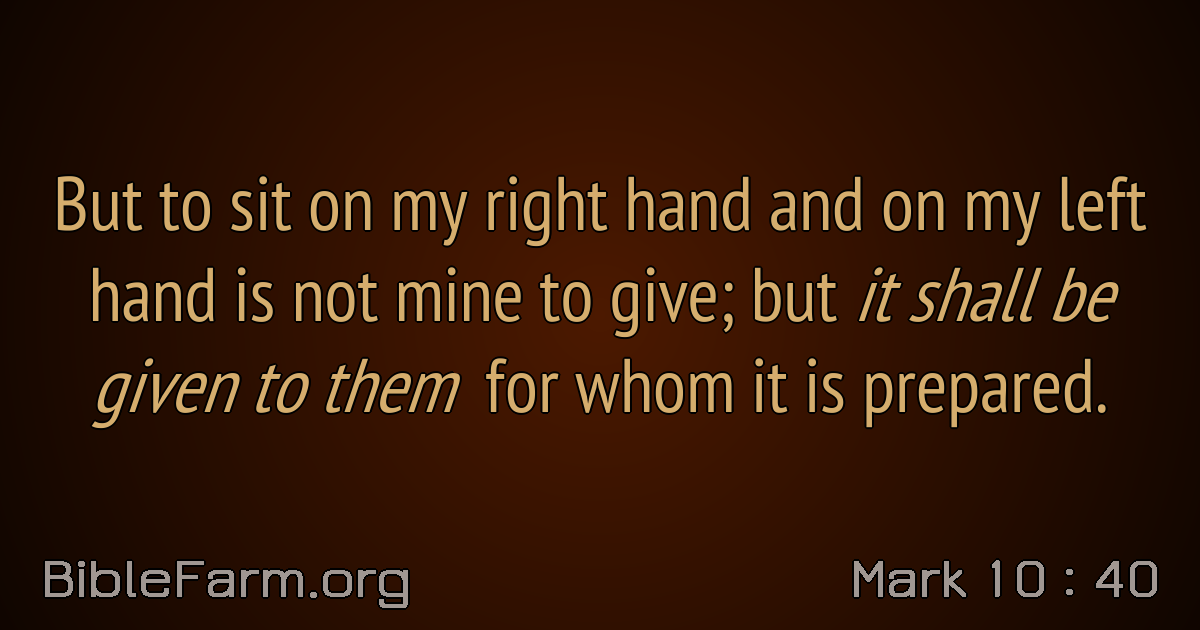 But to sit on my right hand and on my left
hand is not mine to give; but it shall be
given to them for whom it is prepared.
BibleFarm.org
Mark 10 : 40